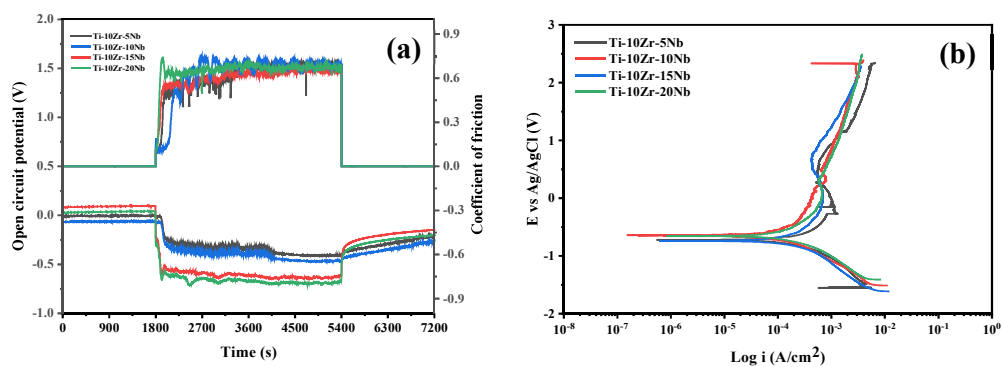 (a)
Ti-10Zr-5Nb
Ti-10Zr-10Nb
Ti-10Zr-15Nb
Ti-10Zr-20Nb
2.0
1.5
1.0
0.5
0.0
-0.5
-1.0
Open circuit potential (V)
0.9
0.6
0.3
0.0
-0.3
-0.6
-0.9
Coefficient of friction
0
900
1800
2700
3600
4500
5400
6300
7200
Time (s)
(b)
Ti-10Zr-5Nb
Ti-10Zr-10Nb
Ti-10Zr-15Nb
Ti-10Zr-20Nb
3
2
1
0
-1
-2
E vs Ag/AgCl (V)
10⁻⁸
10⁻⁷
10⁻⁶
10⁻⁵
10⁻⁴
10⁻³
10⁻²
10⁻¹
10⁰
Log i (A/cm²)